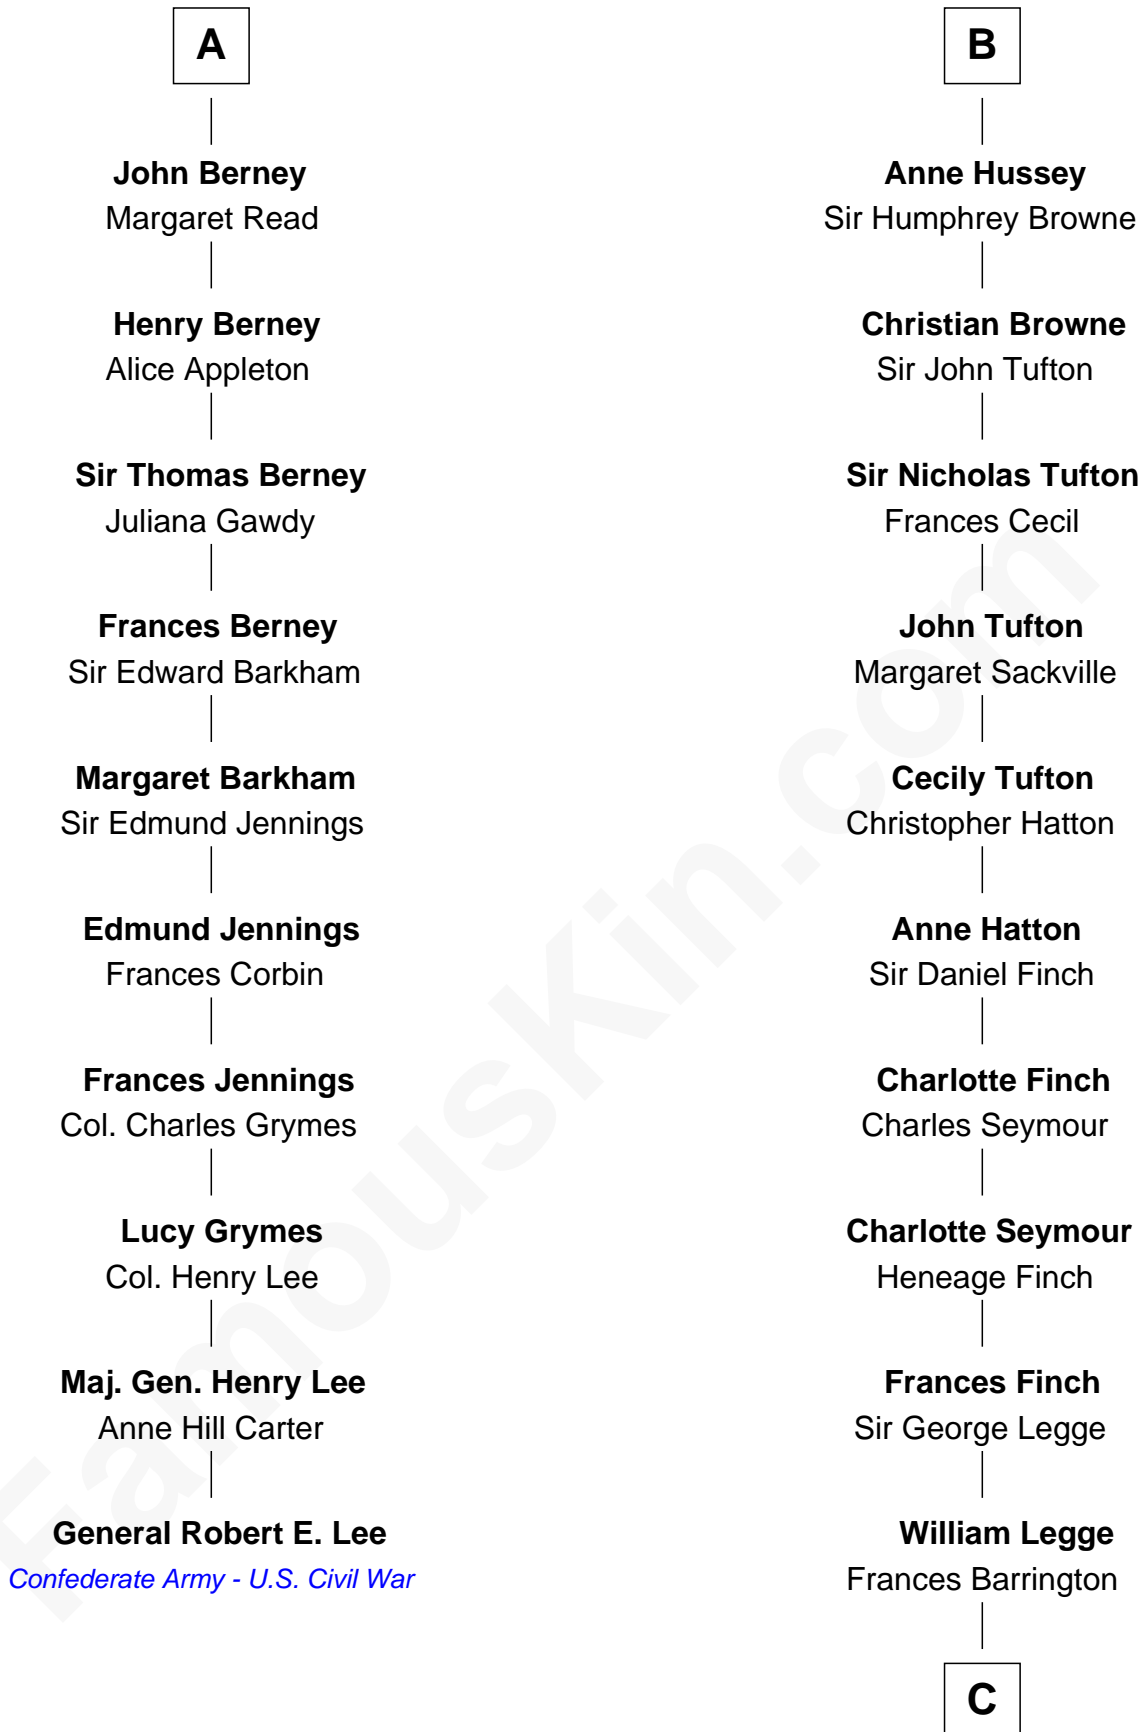 A
John Berney
Margaret Read
Henry Berney
Alice Appleton
Sir Thomas Berney
Juliana Gawdy
Frances Berney
Sir Edward Barkham
Margaret Barkham
Sir Edmund Jennings
Edmund Jennings
Frances Corbin
Frances Jennings
Col. Charles Grymes
Lucy Grymes
Col. Henry Lee
Maj. Gen. Henry Lee
Anne Hill Carter
General Robert E. Lee
Confederate Army - U.S. Civil War
B
Anne Hussey
Sir Humphrey Browne
Christian Browne
Sir John Tufton
Sir Nicholas Tufton
Frances Cecil
John Tufton
Margaret Sackville
Cecily Tufton
Christopher Hatton
Anne Hatton
Sir Daniel Finch
Charlotte Finch
Charles Seymour
Charlotte Seymour
Heneage Finch
Frances Finch
Sir George Legge
William Legge
Frances Barrington
C
FamousKin.com